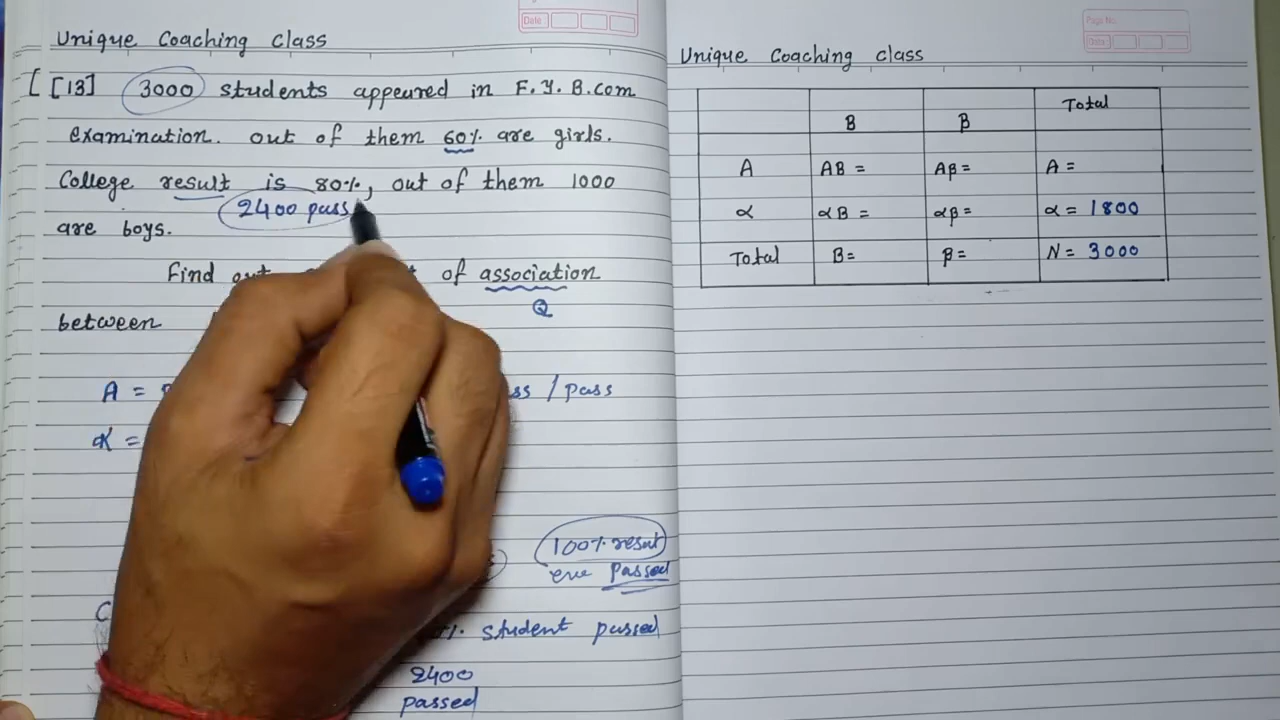 Date:
Unique Coaching class
[ [13] 3000 students appeured in F.Y.B.com
examination. out of them 60% are girls.
College result is 80%, out of them 1000
2400 pass
are boys.
Find of association
Q
between
A = ss / pass
α =
100% result
passed
%. student passed
2400
passed
Page No.
Date:
Unique Coaching class
B β Total
A AB = Aβ = A =
α αB = αβ = α = 1800
Total B = β = N = 3000